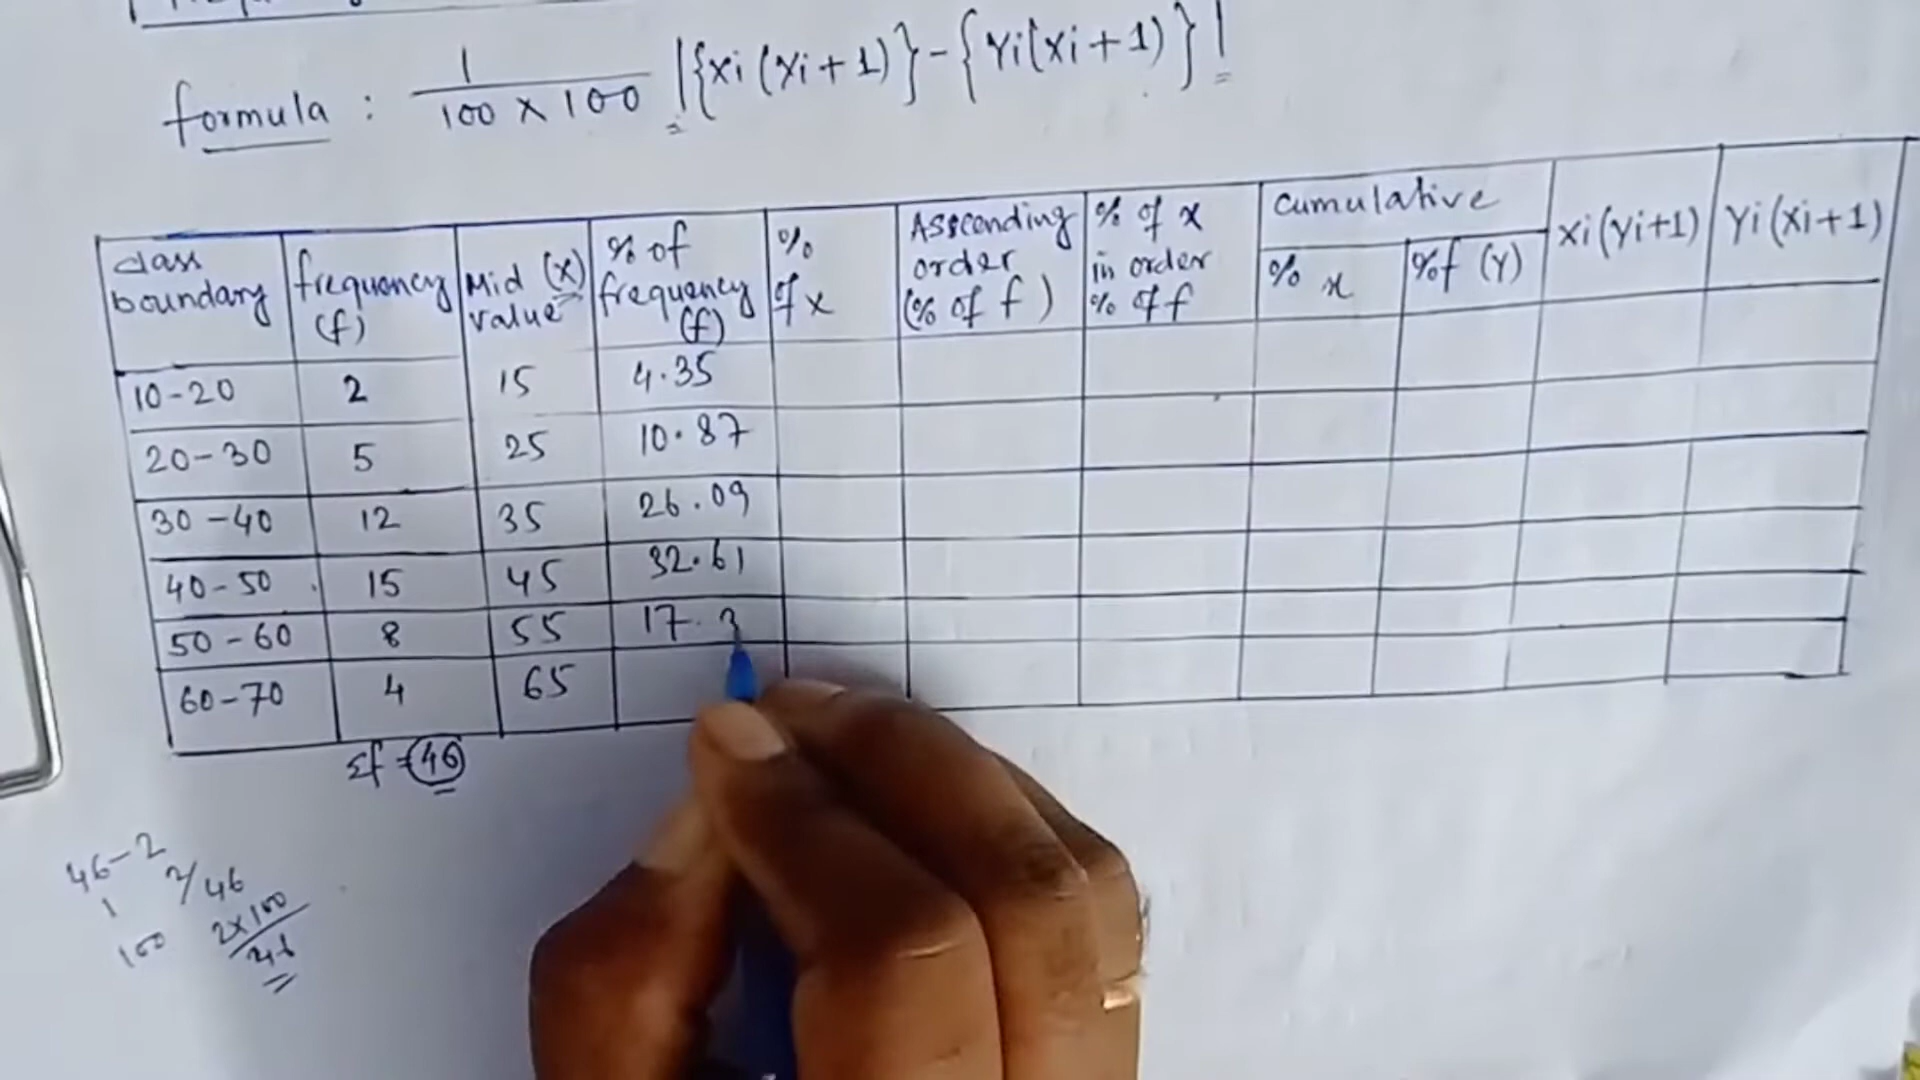 formula : 1 / 100 x 100 |{xi (Yi + 1)} - {Yi (xi + 1)}|
class boundary | frequency (f) | Mid (x) value | % of frequency (f) | % of x | Asscending order (% of f) | % of x in order % of f | cumulative | % x | % f (Y) | xi (Yi+1) | Yi (xi+1)
10-20 | 2 | 15 | 4.35
20-30 | 5 | 25 | 10.87
30-40 | 12 | 35 | 26.09
40-50 | 15 | 45 | 32.61
50-60 | 8 | 55 | 17.3
60-70 | 4 | 65
Σf = 46
46-2
1 2/46
100 2x100
46